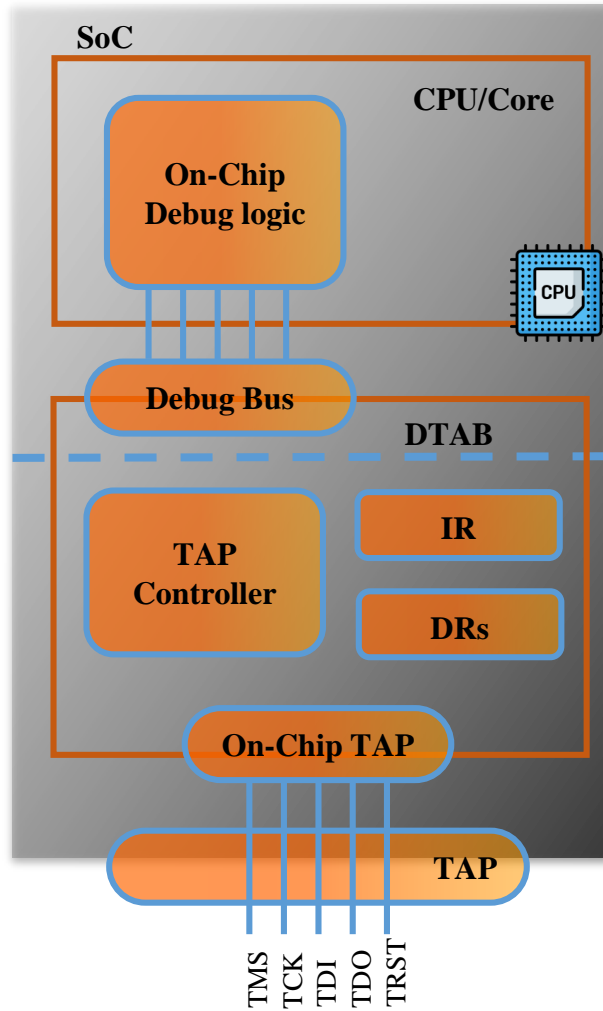 SoC
CPU/Core
On-Chip
Debug logic
CPU
Debug Bus
DTAB
TAP
Controller
IR
DRs
On-Chip TAP
TAP
TMS
TCK
TDI
TDO
TRST